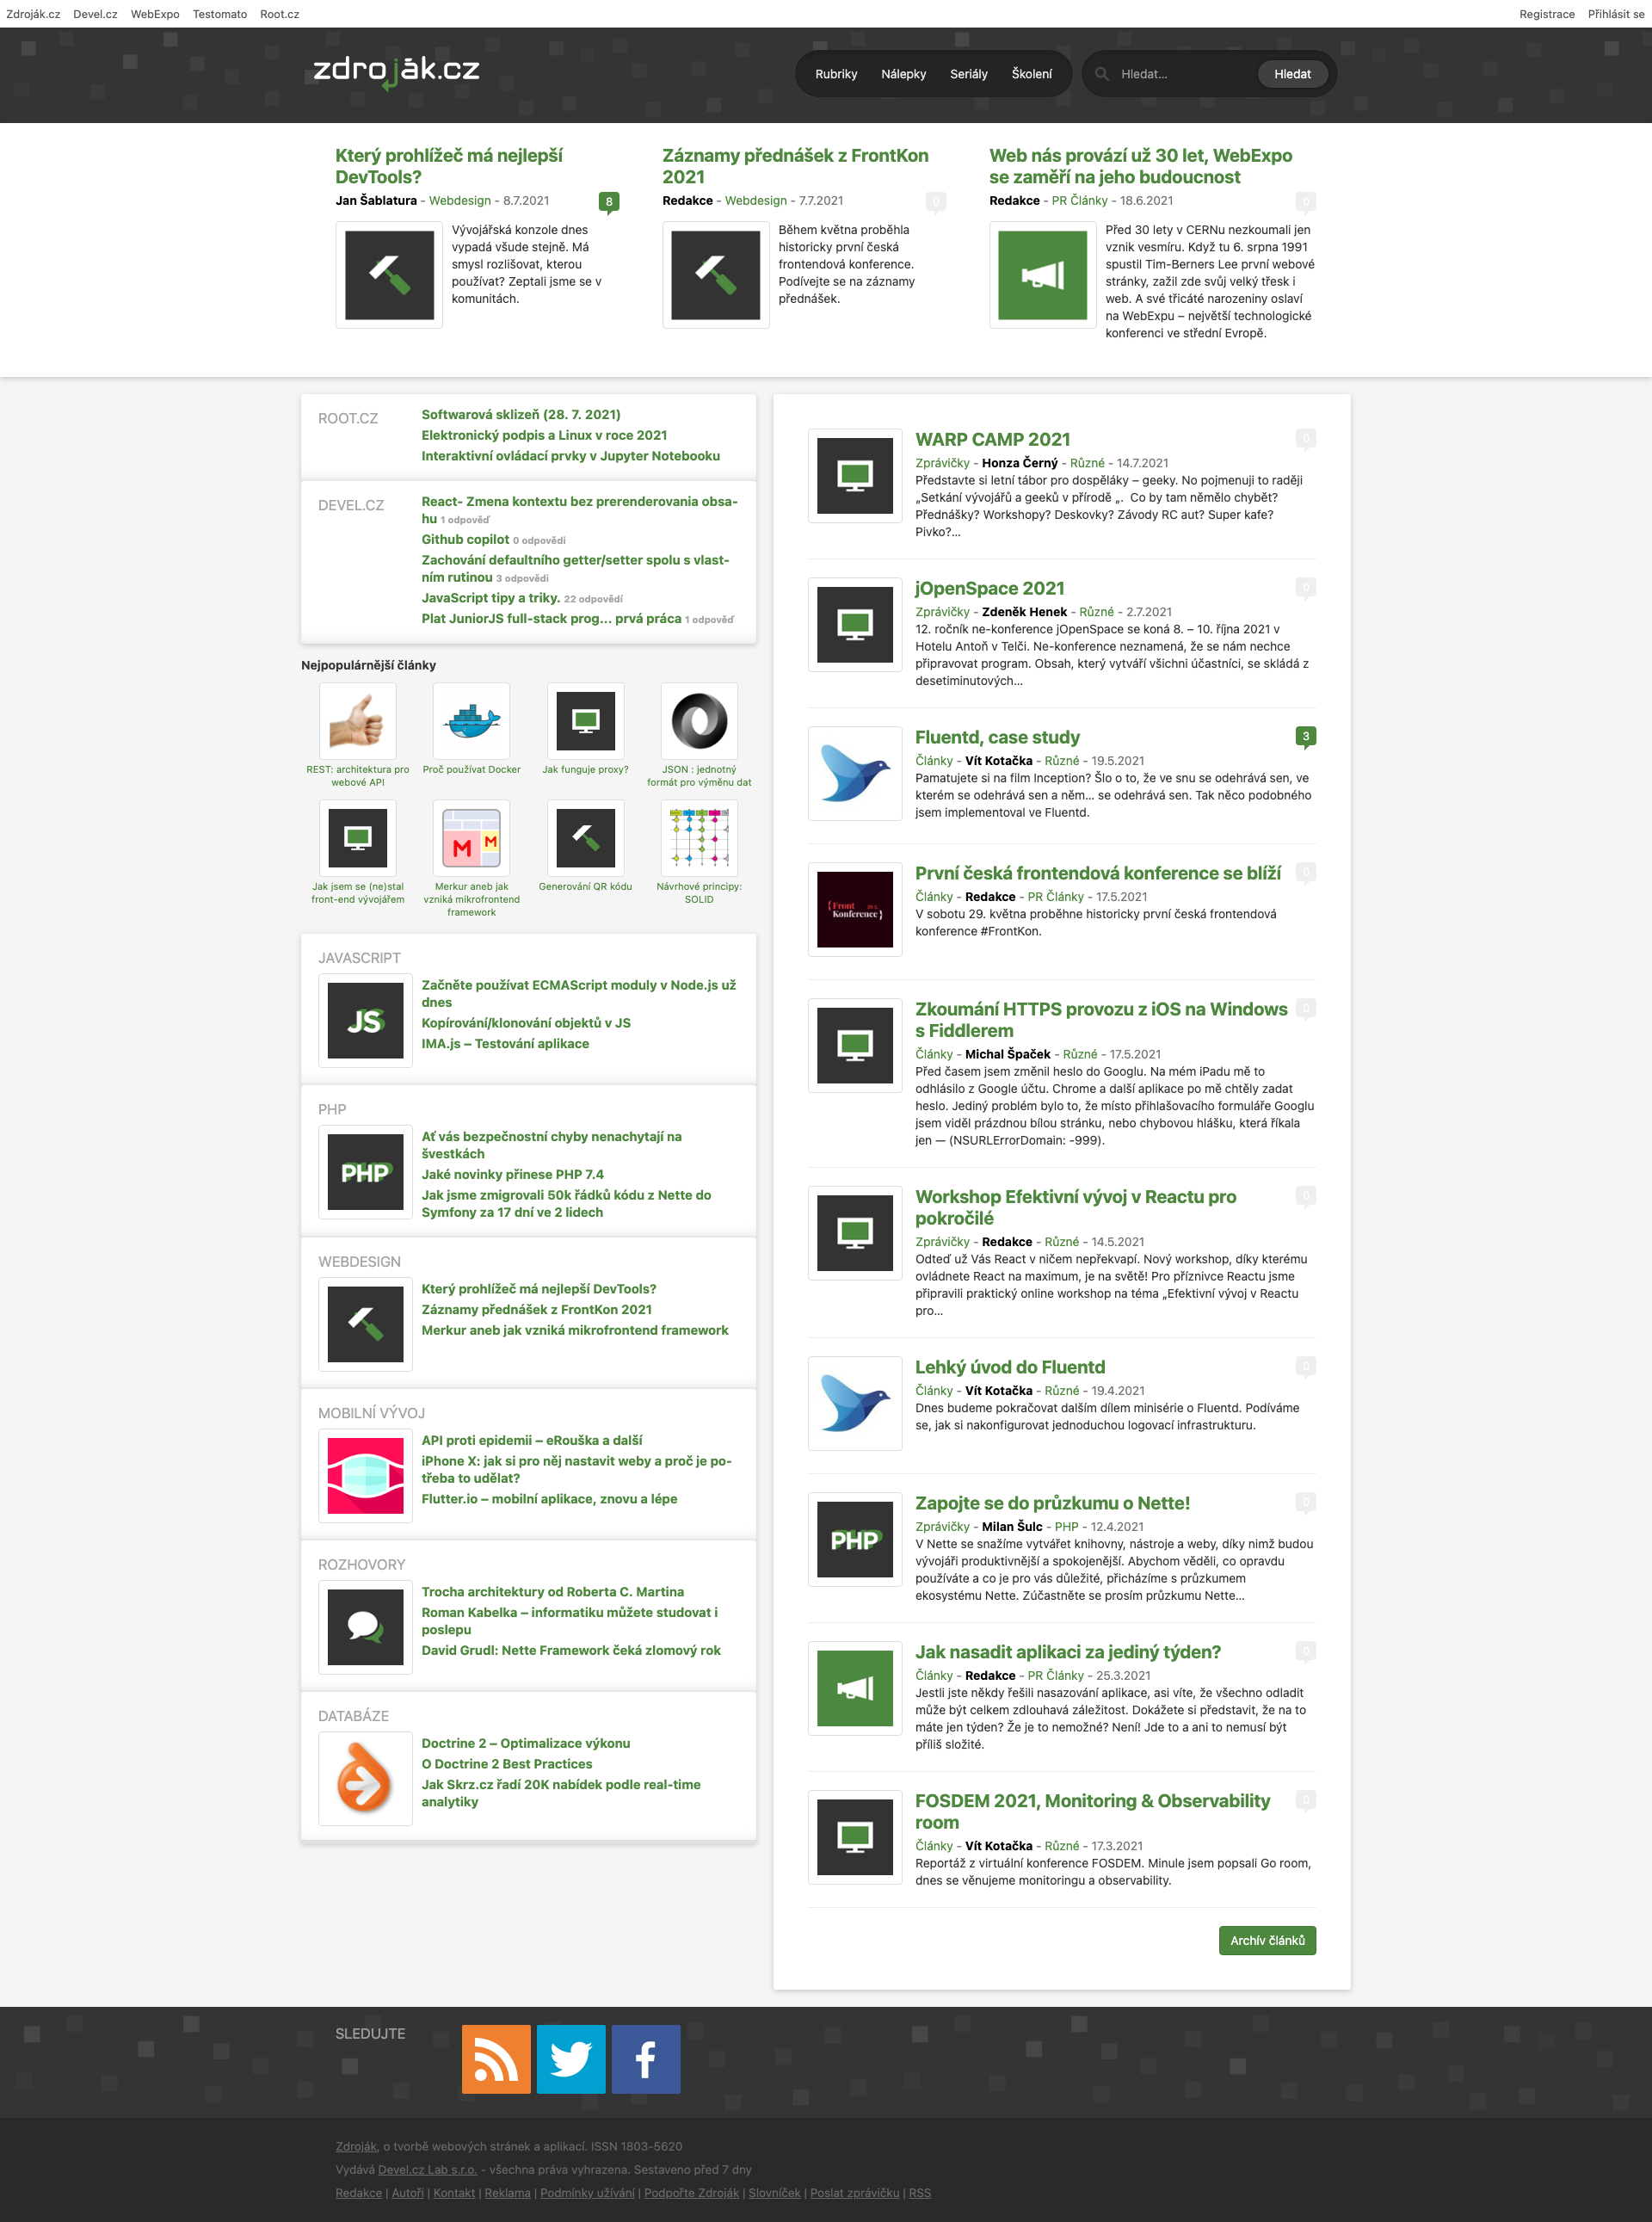 Zdroják.cz Devel.cz WebExpo Testomato Root.cz
Registrace Přihlásit se
zdroják.cz
Rubriky Nálepky Seriály Školení
Hledat...
Hledat
Který prohlížeč má nejlepší
DevTools?
Jan Šablatura - Webdesign - 8.7.2021
8
Vývojářská konzole dnes
vypadá všude stejně. Má
smysl rozlišovat, kterou
používat? Zeptali jsme se v
komunitách.
Záznamy přednášek z FrontKon
2021
Redakce - Webdesign - 7.7.2021
0
Během května proběhla
historicky první česká
frontendová konference.
Podívejte se na záznamy
přednášek.
Web nás provází už 30 let, WebExpo
se zaměří na jeho budoucnost
Redakce - PR Články - 18.6.2021
0
Před 30 lety v CERNu nezkoumali jen
vznik vesmíru. Když tu 6. srpna 1991
spustil Tim-Berners Lee první webové
stránky, zažil zde svůj velký třesk i
web. A své třicáté narozeniny oslaví
na WebExpu – největší technologické
konferenci ve střední Evropě.
ROOT.CZ
Softwarová sklizeň (28. 7. 2021)
Elektronický podpis a Linux v roce 2021
Interaktivní ovládací prvky v Jupyter Notebooku
DEVEL.CZ
React- Zmena kontextu bez prerenderovania obsa-
hu 1 odpověď
Github copilot 0 odpovědi
Zachování defaultního getter/setter spolu s vlast-
ním rutinou 3 odpovědi
JavaScript tipy a triky. 22 odpovědí
Plat JuniorJS full-stack prog... prvá práca 1 odpověď
Nejpopulárnější články
REST: architektura pro
webové API
Proč používat Docker
Jak funguje proxy?
JSON : jednotný
formát pro výměnu dat
Jak jsem se (ne)stal
front-end vývojářem
M M
Merkur aneb jak
vzniká mikrofrontend
framework
Generování QR kódu
Návrhové principy:
SOLID
JAVASCRIPT
JS
Začněte používat ECMAScript moduly v Node.js už
dnes
Kopírování/klonování objektů v JS
IMA.js – Testování aplikace
PHP
PHP
Ať vás bezpečnostní chyby nenachytají na
švestkách
Jaké novinky přinese PHP 7.4
Jak jsme zmigrovali 50k řádků kódu z Nette do
Symfony za 17 dní ve 2 lidech
WEBDESIGN
Který prohlížeč má nejlepší DevTools?
Záznamy přednášek z FrontKon 2021
Merkur aneb jak vzniká mikrofrontend framework
MOBILNÍ VÝVOJ
API proti epidemii – eRouška a další
iPhone X: jak si pro něj nastavit weby a proč je po-
třeba to udělat?
Flutter.io – mobilní aplikace, znovu a lépe
ROZHOVORY
Trocha architektury od Roberta C. Martina
Roman Kabelka – informatiku můžete studovat i
poslepu
David Grudl: Nette Framework čeká zlomový rok
DATABÁZE
Doctrine 2 – Optimalizace výkonu
O Doctrine 2 Best Practices
Jak Skrz.cz řadí 20K nabídek podle real-time
analytiky
WARP CAMP 2021
0
Zprávičky - Honza Černý - Různé - 14.7.2021
Představte si letní tábor pro dospěláky – geeky. No pojmenuji to raději
„Setkání vývojářů a geeků v přírodě „.  Co by tam němělo chybět?
Přednášky? Workshopy? Deskovky? Závody RC aut? Super kafe?
Pivko?...
jOpenSpace 2021
0
Zprávičky - Zdeněk Henek - Různé - 2.7.2021
12. ročník ne-konference jOpenSpace se koná 8. – 10. října 2021 v
Hotelu Antoň v Telči. Ne-konference neznamená, že se nám nechce
připravovat program. Obsah, který vytváří všichni účastníci, se skládá z
desetiminutových...
Fluentd, case study
3
Články - Vít Kotačka - Různé - 19.5.2021
Pamatujete si na film Inception? Šlo o to, že ve snu se odehrává sen, ve
kterém se odehrává sen a něm... se odehrává sen. Tak něco podobného
jsem implementoval ve Fluentd.
První česká frontendová konference se blíží
0
Front
Konference
Články - Redakce - PR Články - 17.5.2021
V sobotu 29. května proběhne historicky první česká frontendová
konference #FrontKon.
Zkoumání HTTPS provozu z iOS na Windows
s Fiddlerem
0
Články - Michal Špaček - Různé - 17.5.2021
Před časem jsem změnil heslo do Googlu. Na mém iPadu mě to
odhlásilo z Google účtu. Chrome a další aplikace po mě chtěly zadat
heslo. Jediný problém bylo to, že místo přihlašovacího formuláře Googlu
jsem viděl prázdnou bílou stránku, nebo chybovou hlášku, která říkala
jen — (NSURLErrorDomain: -999).
Workshop Efektivní vývoj v Reactu pro
pokročilé
0
Zprávičky - Redakce - Různé - 14.5.2021
Odteď už Vás React v ničem nepřekvapí. Nový workshop, díky kterému
ovládnete React na maximum, je na světě! Pro příznivce Reactu jsme
připravili praktický online workshop na téma „Efektivní vývoj v Reactu
pro...
Lehký úvod do Fluentd
0
Články - Vít Kotačka - Různé - 19.4.2021
Dnes budeme pokračovat dalším dílem minisérie o Fluentd. Podíváme
se, jak si nakonfigurovat jednoduchou logovací infrastrukturu.
Zapojte se do průzkumu o Nette!
0
PHP
Zprávičky - Milan Šulc - PHP - 12.4.2021
V Nette se snažíme vytvářet knihovny, nástroje a weby, díky nimž budou
vývojáři produktivnější a spokojenější. Abychom věděli, co opravdu
používáte a co je pro vás důležité, přicházíme s průzkumem
ekosystému Nette. Zúčastněte se prosím průzkumu Nette...
Jak nasadit aplikaci za jediný týden?
0
Články - Redakce - PR Články - 25.3.2021
Jestli jste někdy řešili nasazování aplikace, asi víte, že všechno odladit
může být celkem zdlouhavá záležitost. Dokážete si představit, že na to
máte jen týden? Že je to nemožné? Není! Jde to a ani to nemusí být
příliš složité.
FOSDEM 2021, Monitoring & Observability
room
0
Články - Vít Kotačka - Různé - 17.3.2021
Reportáž z virtuální konference FOSDEM. Minule jsem popsali Go room,
dnes se věnujeme monitoringu a observability.
Archív článků
SLEDUJTE
Zdroják, o tvorbě webových stránek a aplikací. ISSN 1803-5620
Vydává Devel.cz Lab s.r.o. - všechna práva vyhrazena. Sestaveno před 7 dny
Redakce | Autoři | Kontakt | Reklama | Podmínky užívání | Podpořte Zdroják | Slovníček | Poslat zprávičku | RSS